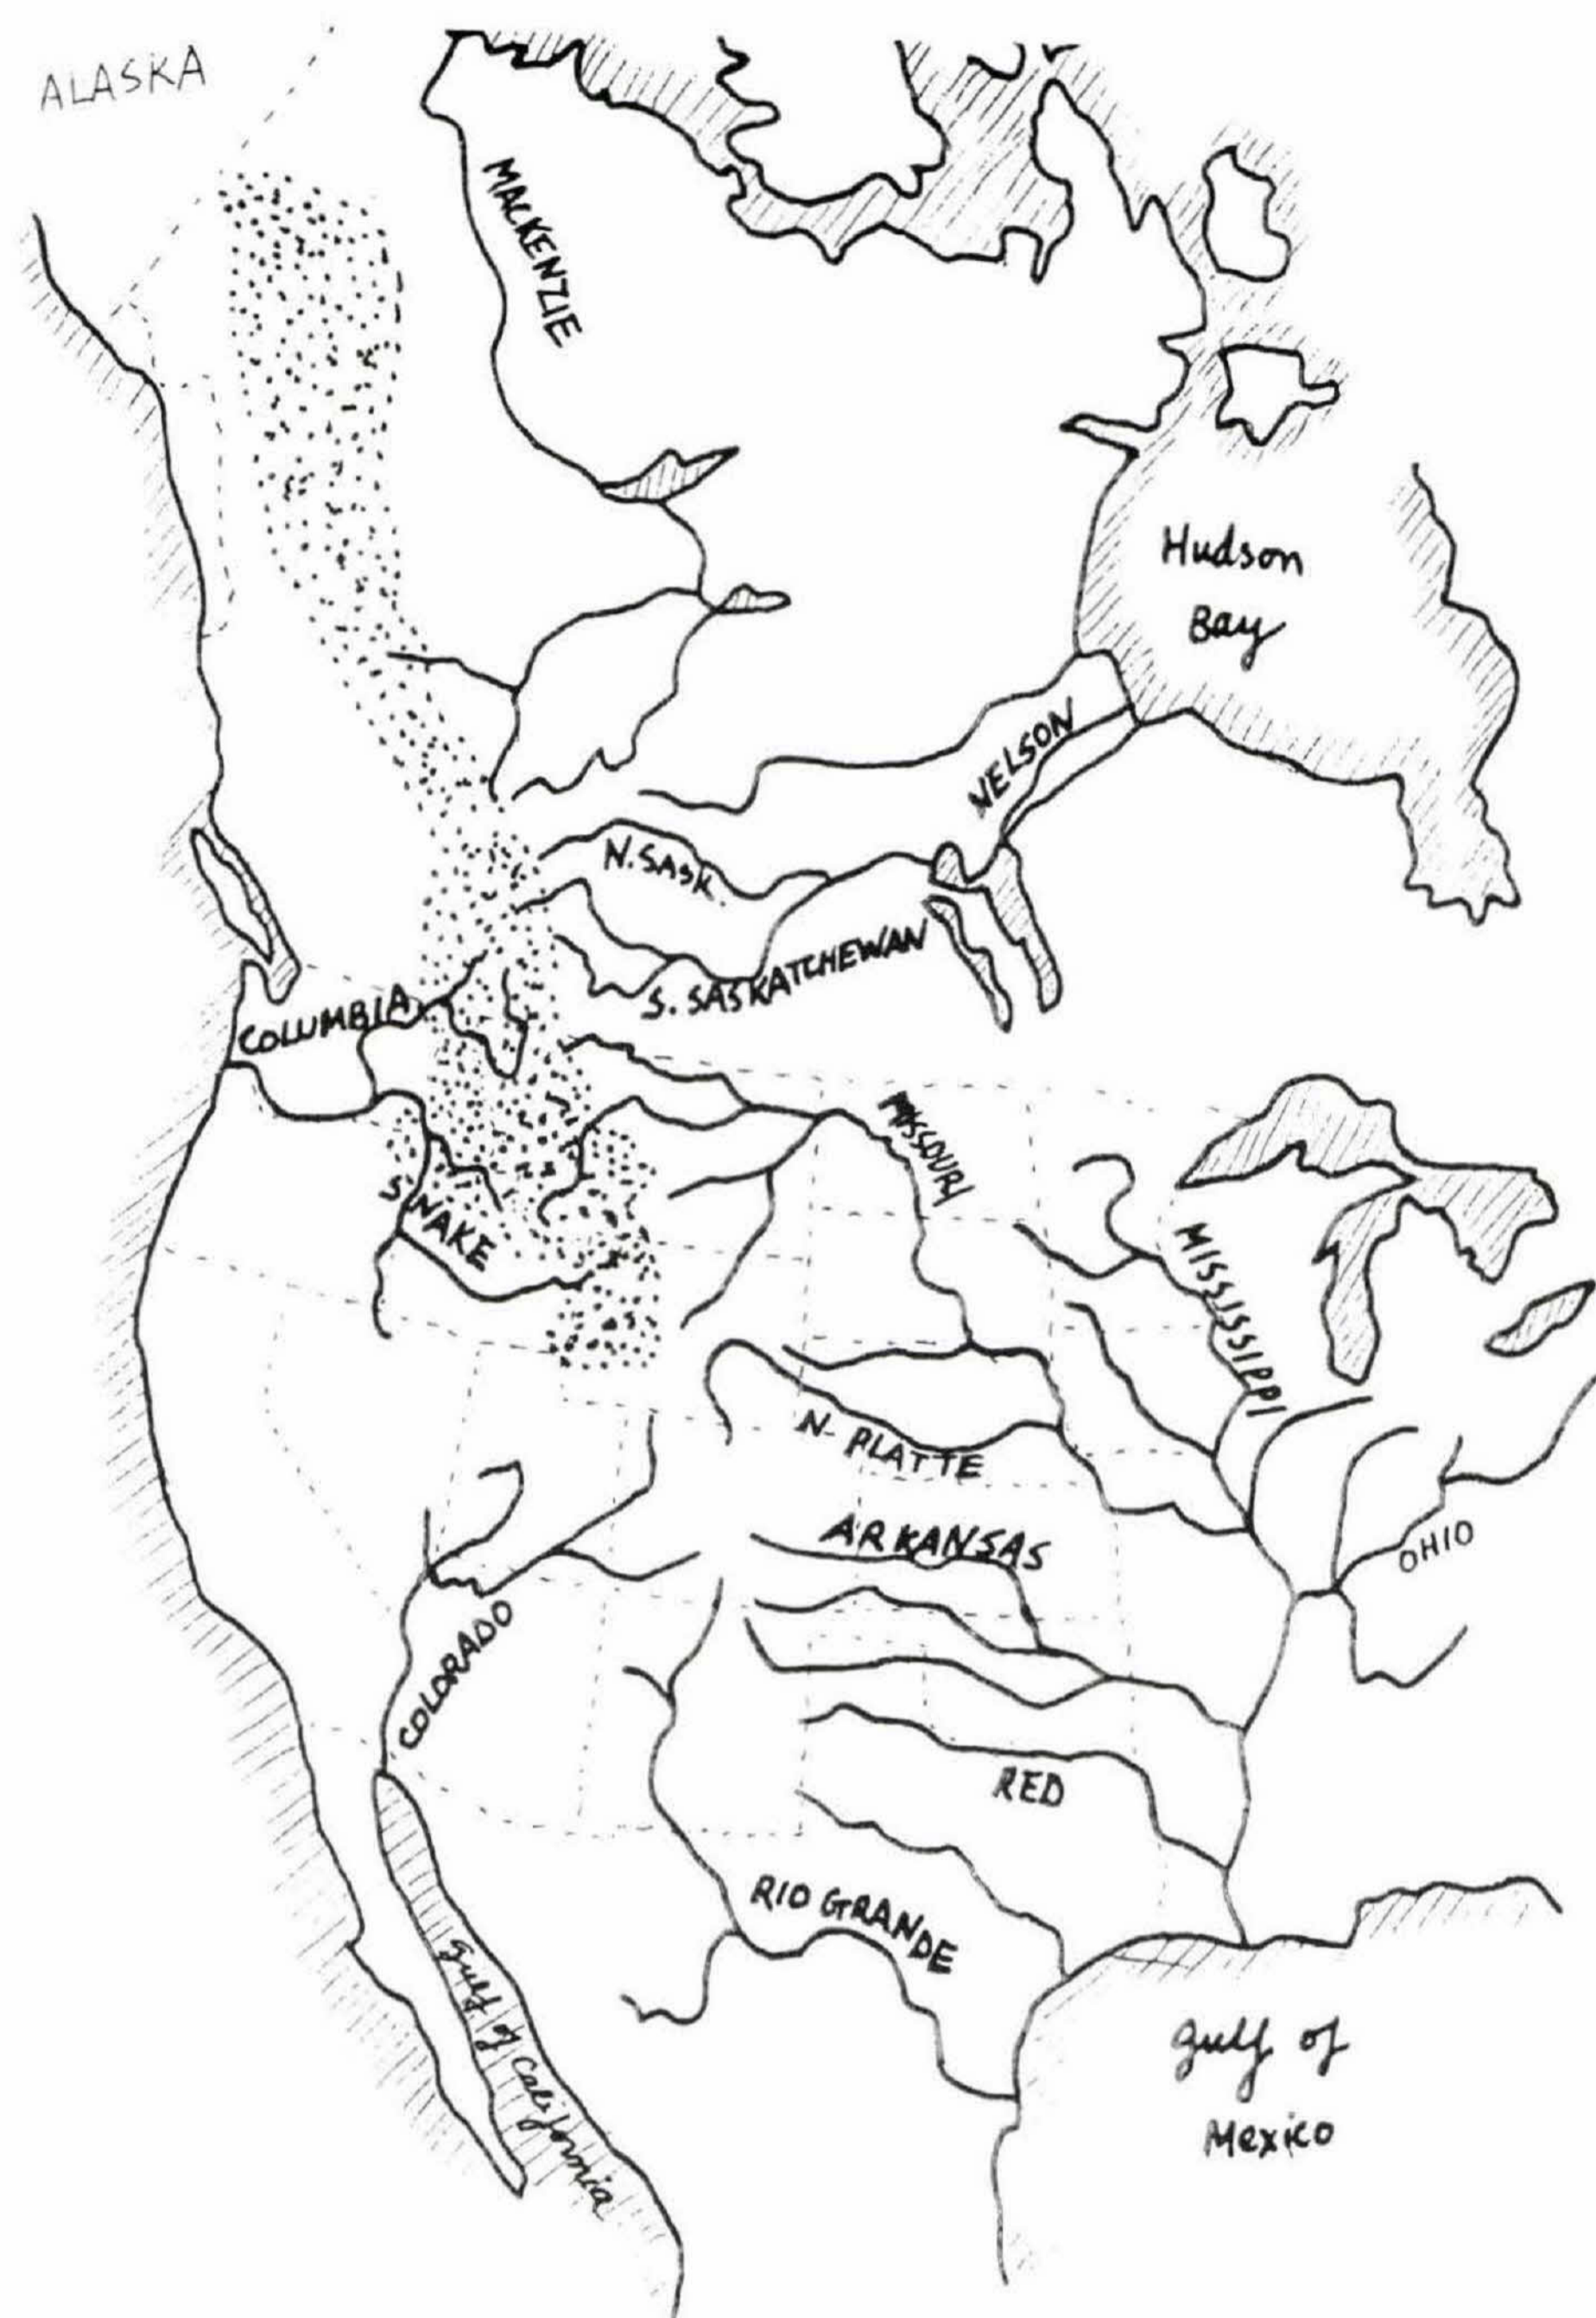 ALASKA
MACKENZIE
Hudson
Bay
NELSON
N. SASK.
S. SASKATCHEWAN
COLUMBIA
MISSOURI
SNAKE
MISSISSIPPI
N- PLATTE
ARKANSAS
OHIO
COLORADO
RED
RIO GRANDE
Gulf of California
Gulf of
Mexico